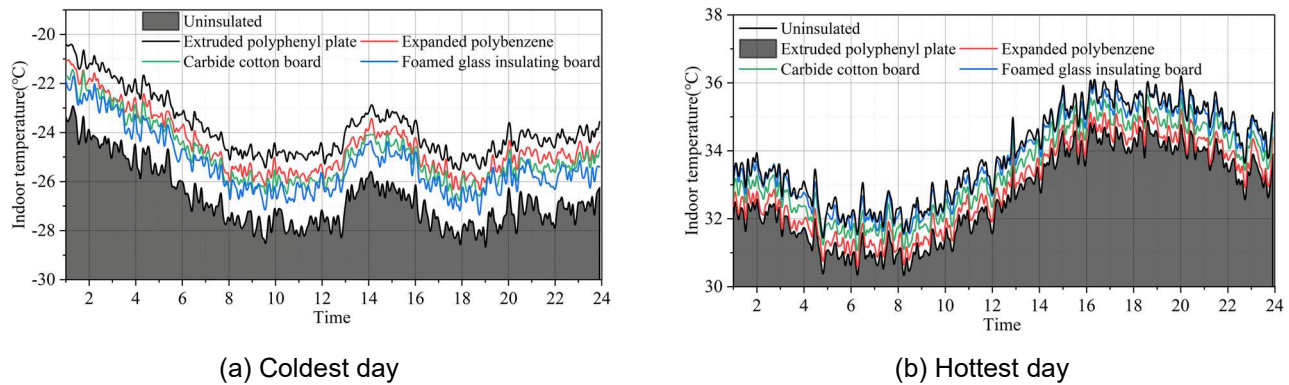 Uninsulated
Extruded polyphenyl plate
Expanded polybenzene
Carbide cotton board
Foamed glass insulating board
-20
-22
-24
-26
-28
-30
Indoor temperature(°C)
2 4 6 8 10 12 14 16 18 20 22 24
Time
(a) Coldest day
Uninsulated
Extruded polyphenyl plate
Expanded polybenzene
Carbide cotton board
Foamed glass insulating board
38
36
34
32
30
Indoor temperature(°C)
2 4 6 8 10 12 14 16 18 20 22 24
Time
(b) Hottest day